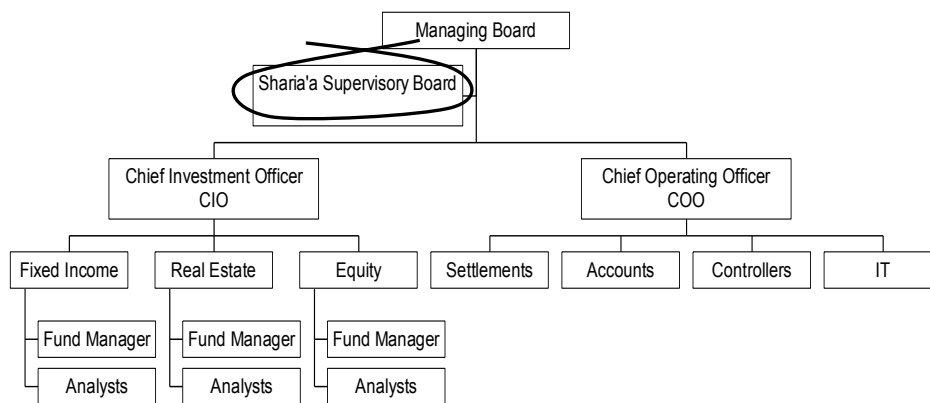 Managing Board
Sharia'a Supervisory Board
Chief Investment Officer
CIO
Chief Operating Officer
COO
Fixed Income
Real Estate
Equity
Settlements
Accounts
Controllers
IT
Fund Manager
Fund Manager
Fund Manager
Analysts
Analysts
Analysts